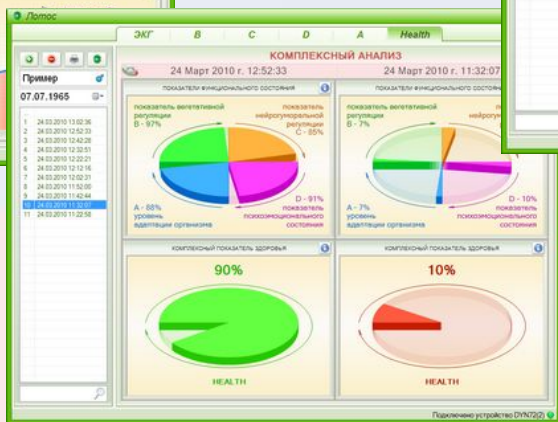 Лотос
ЭКГ B C D A Health
Пример
07.07.1965
1 24.03.2010 13:02:36
2 24.03.2010 12:52:33
3 24.03.2010 12:42:28
4 24.03.2010 12:32:51
5 24.03.2010 12:22:21
6 24.03.2010 12:12:16
7 24.03.2010 12:02:21
8 24.03.2010 11:52:00
9 24.03.2010 11:42:44
10 24.03.2010 11:32:07
11 24.03.2010 11:22:58
КОМПЛЕКСНЫЙ АНАЛИЗ
24 Март 2010 г. 12:52:33
24 Март 2010 г. 11:32:07
ПОКАЗАТЕЛИ ФУНКЦИОНАЛЬНОГО СОСТОЯНИЯ
показатель вегетативной
регуляции
B - 97%
показатель
нейрогуморальной
регуляции
C - 85%
A - 88%
уровень
адаптации организма
D - 91%
показатель
психоэмоционального
состояния
ПОКАЗАТЕЛИ ФУНКЦИОНАЛЬНОГО СОСТОЯНИЯ
показатель вегетативной
регуляции
B - 7%
A - 7%
уровень
адаптации организма
D - 10%
показатель
психоэмоционального
состояния
КОМПЛЕКСНЫЙ ПОКАЗАТЕЛЬ ЗДОРОВЬЯ
90%
HEALTH
КОМПЛЕКСНЫЙ ПОКАЗАТЕЛЬ ЗДОРОВЬЯ
10%
HEALTH
Подключено устройство DYN72(2)